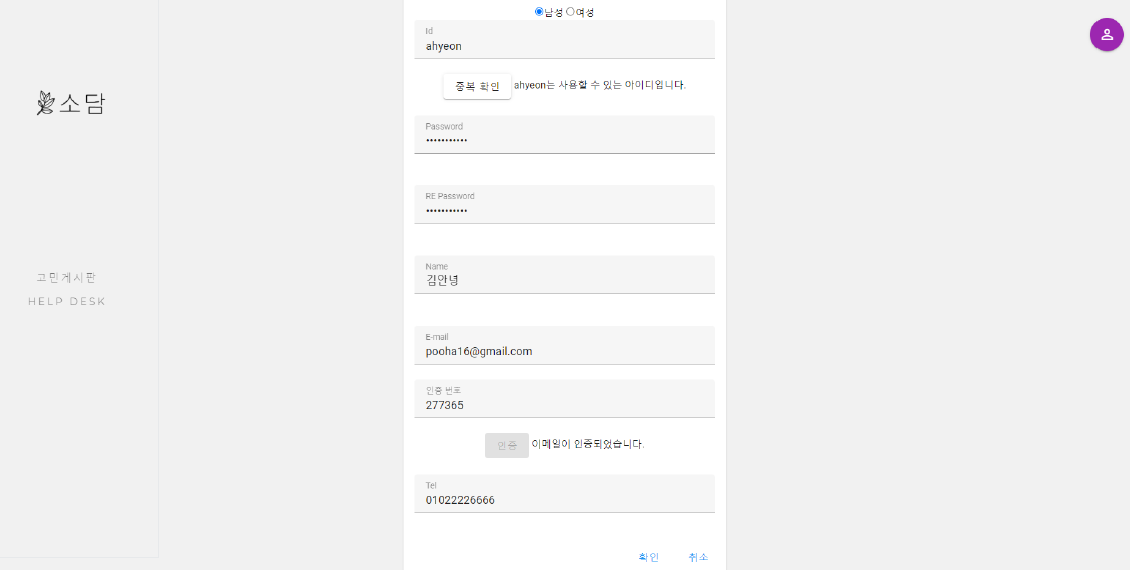 남성 여성
Id
ahyeon
중복 확인 ahyeon는 사용할 수 있는 아이디입니다.
소담
Password
•••••••••••
RE Password
•••••••••••
Name
김안녕
고민게시판
HELP DESK
E-mail
pooha16@gmail.com
인증 번호
277365
인증 이메일이 인증되었습니다.
Tel
01022226666
확인 취소